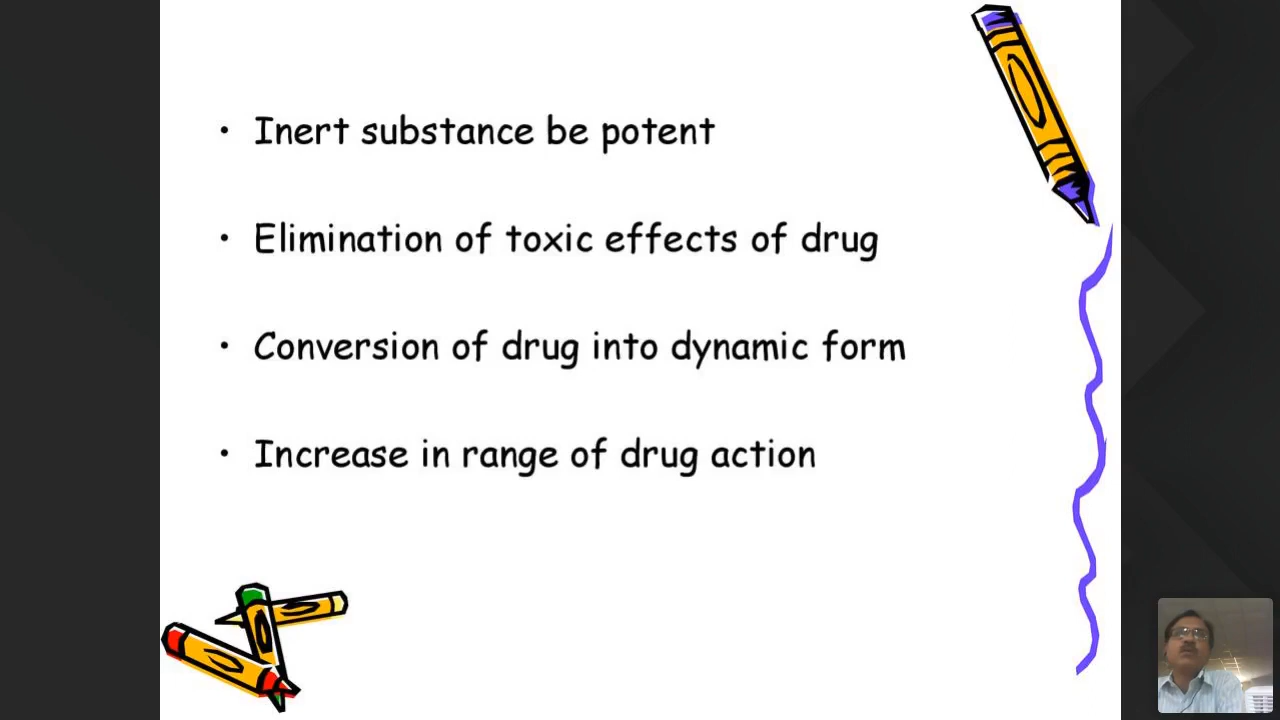 • Inert substance be potent
• Elimination of toxic effects of drug
• Conversion of drug into dynamic form
• Increase in range of drug action